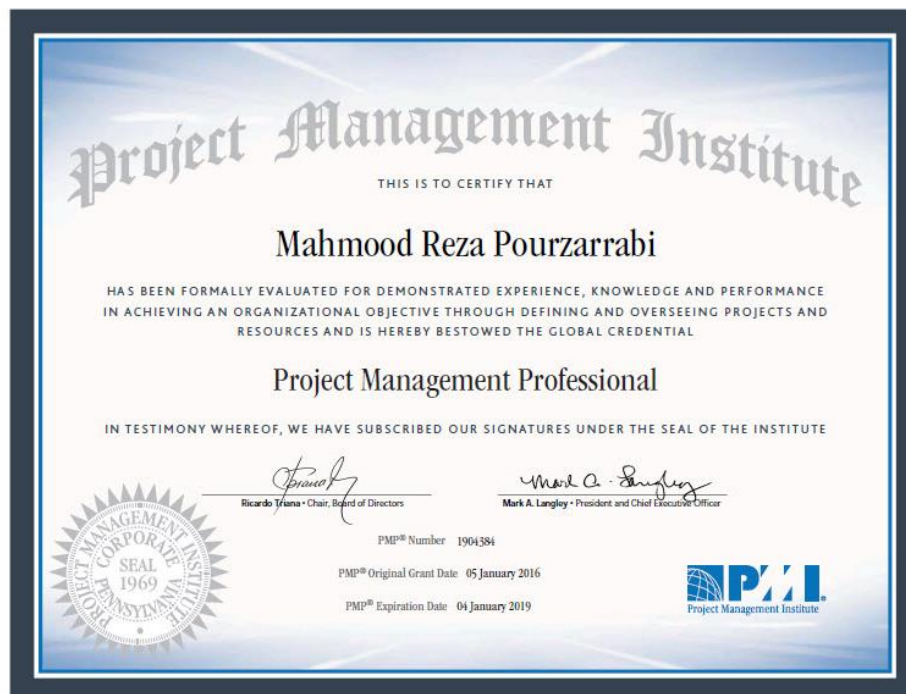 Project Management Institute
THIS IS TO CERTIFY THAT
Mahmood Reza Pourzarrabi
HAS BEEN FORMALLY EVALUATED FOR DEMONSTRATED EXPERIENCE, KNOWLEDGE AND PERFORMANCE
IN ACHIEVING AN ORGANIZATIONAL OBJECTIVE THROUGH DEFINING AND OVERSEEING PROJECTS AND
RESOURCES AND IS HEREBY BESTOWED THE GLOBAL CREDENTIAL
Project Management Professional
IN TESTIMONY WHEREOF, WE HAVE SUBSCRIBED OUR SIGNATURES UNDER THE SEAL OF THE INSTITUTE
Mark A. Langley
Ricardo Triana • Chair, Board of Directors
Mark A. Langley • President and Chief Executive Officer
PROJECT MANAGEMENT INSTITUTE
CORPORATE
SEAL
1969
PENNSYLVANIA
PMP® Number 1904384
PMP® Original Grant Date 05 January 2016
PMP® Expiration Date 04 January 2019
PMI®
Project Management Institute